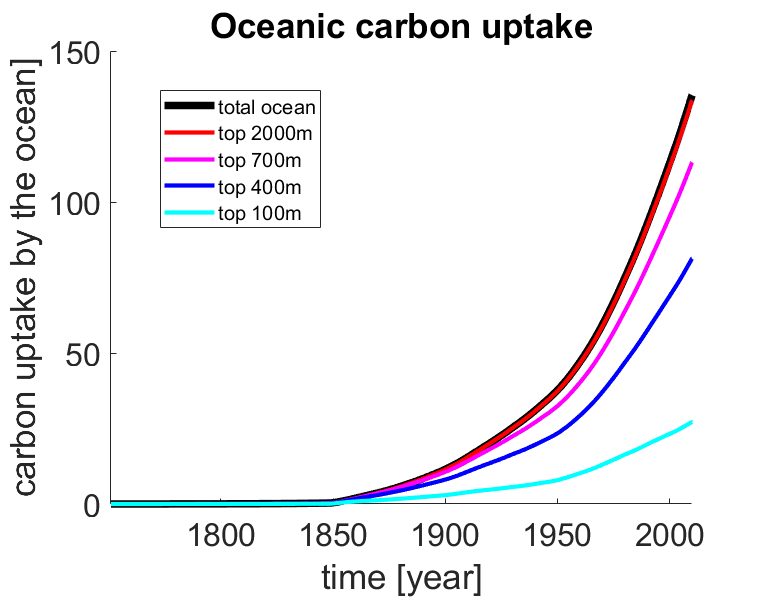 Oceanic carbon uptake
carbon uptake by the ocean]
150
100
50
0
total ocean
top 2000m
top 700m
top 400m
top 100m
1800
1850
1900
1950
2000
time [year]